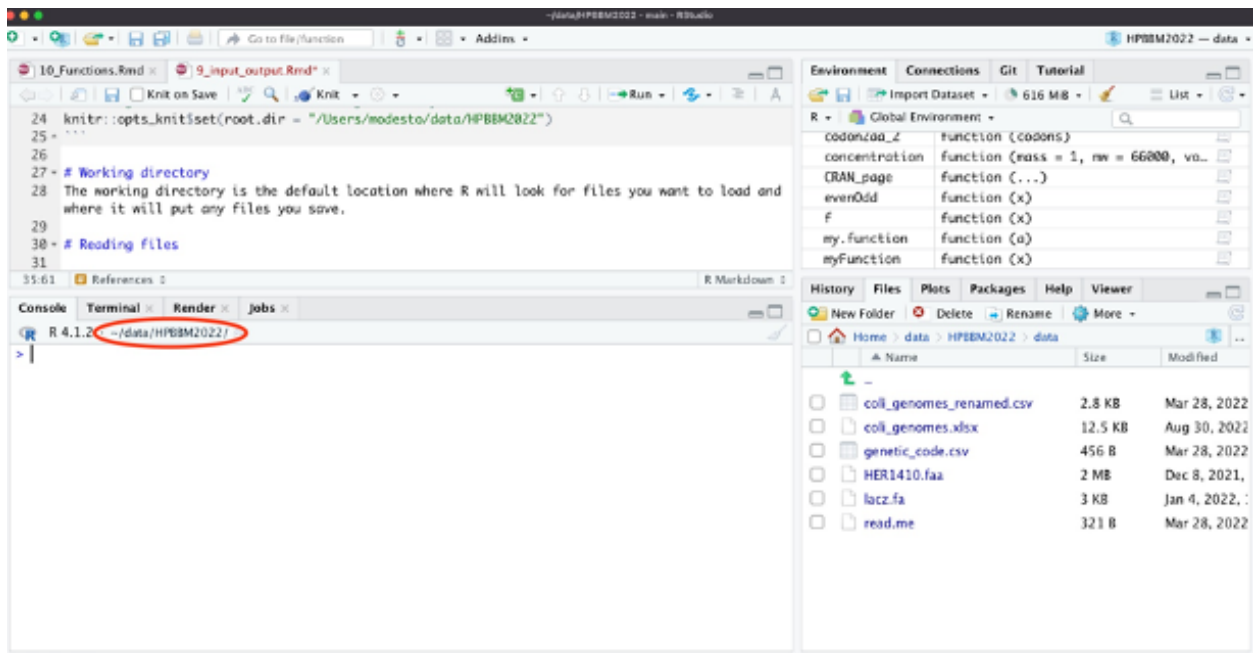 ~/data/HPBBM2022 - main - RStudio
Go to file/function Addins
HPBBM2022 — data
10_Functions.Rmd 9_input_output.Rmd*
Knit on Save Knit Run
24 knitr::opts_knit$set(root.dir = "/Users/modesto/data/HPBBM2022")
25 ```
26
27 # Working directory
28 The working directory is the default location where R will look for files you want to load and
where it will put any files you save.
29
30 # Reading files
31
35:61 References R Markdown
Console Terminal Render Jobs
R 4.1.2 · ~/data/HPBBM2022/
>
Environment Connections Git Tutorial
Import Dataset 616 MiB List
R Global Environment
codon2aa_2 function (codons)
concentration function (mass = 1, mw = 66000, vo…
CRAN_page function (...)
evenOdd function (x)
f function (x)
my.function function (a)
myFunction function (x)
History Files Plots Packages Help Viewer
New Folder Delete Rename More
Home data HPBBM2022 data
Name Size Modified
..
coli_genomes_renamed.csv 2.8 KB Mar 28, 2022
coli_genomes.xlsx 12.5 KB Aug 30, 2022
genetic_code.csv 456 B Mar 28, 2022
HER1410.faa 2 MB Dec 8, 2021,
lacz.fa 3 KB Jan 4, 2022, :
read.me 321 B Mar 28, 2022